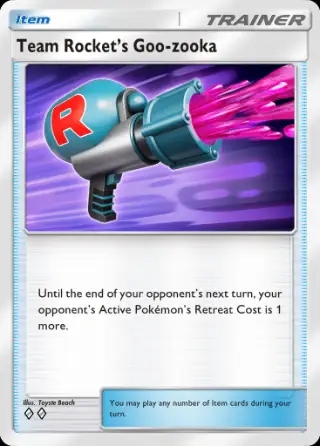 Item
TRAINER
Team Rocket's Goo-zooka
R
Until the end of your opponent's next turn, your
opponent's Active Pokémon's Retreat Cost is 1
more.
Illus. Toyste Beach
You may play any number of Item cards during your
turn.